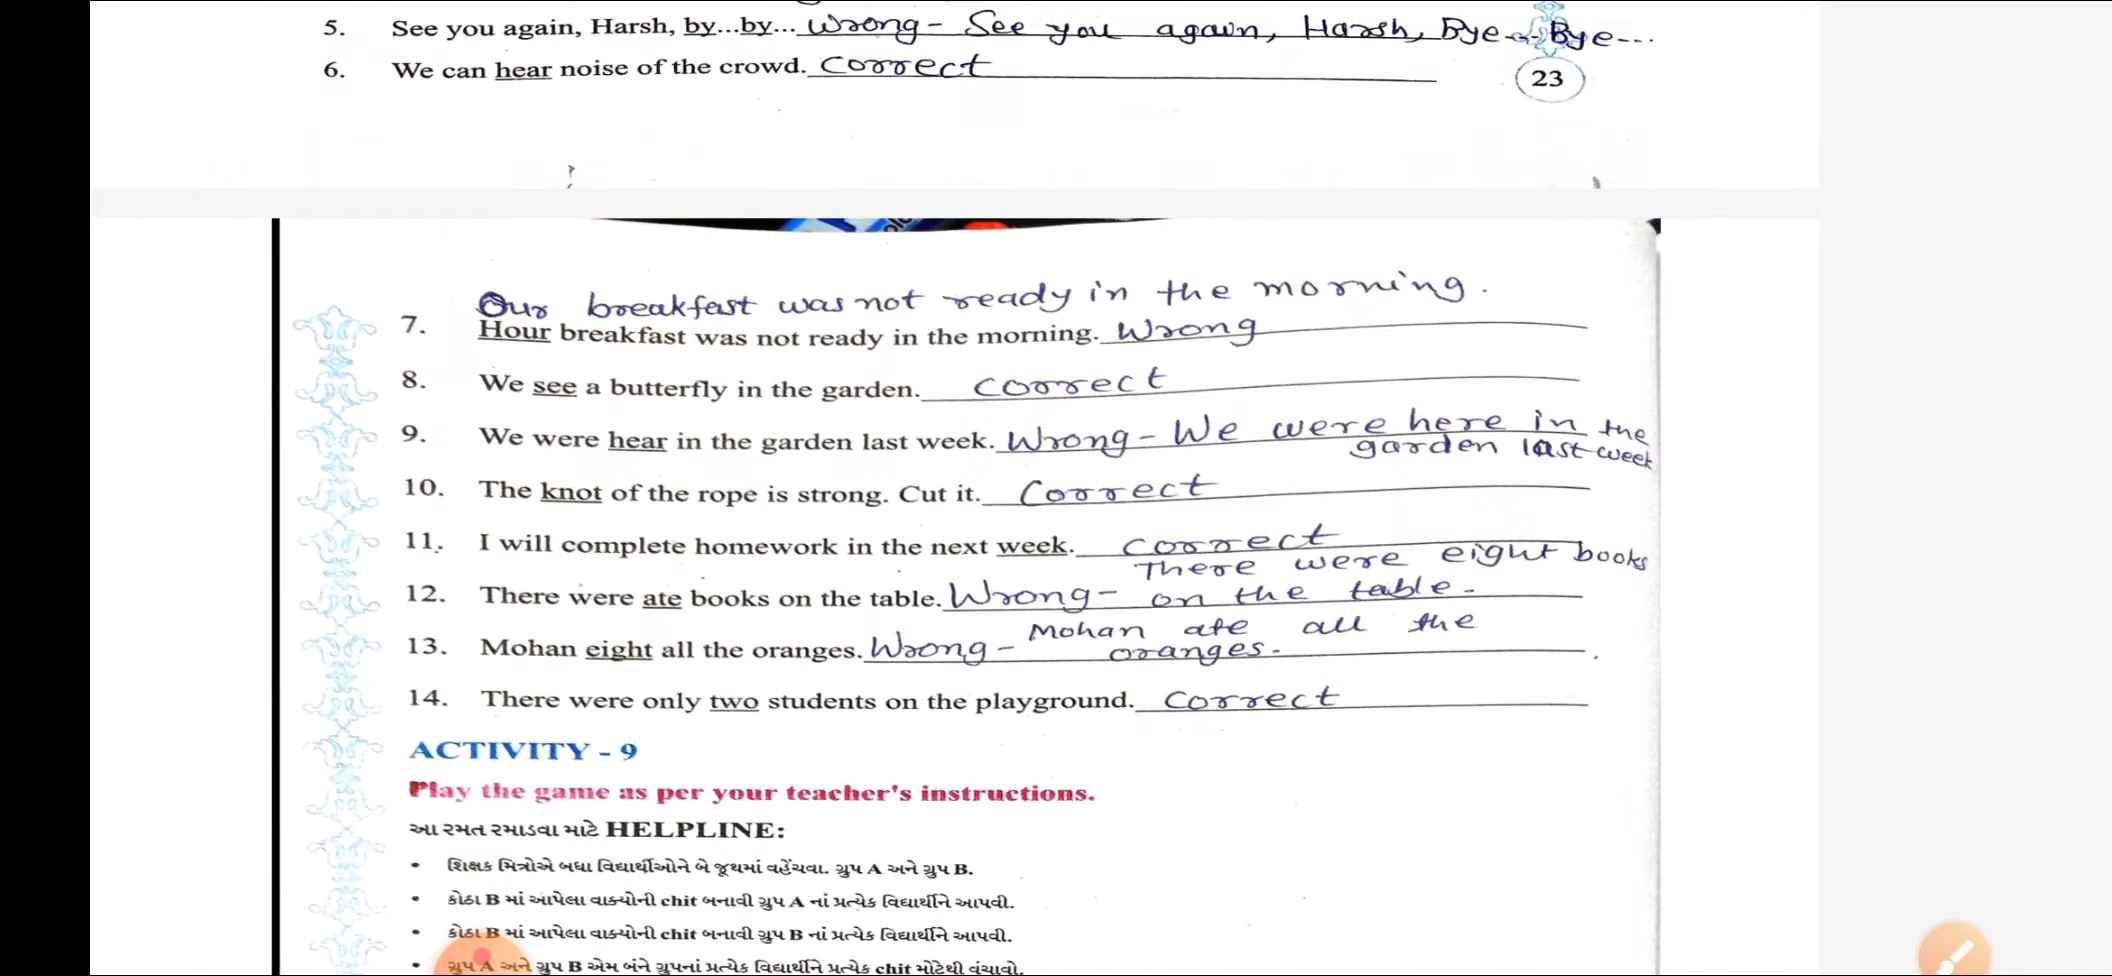 5. See you again, Harsh, by...by... Wrong - See you again, Harsh, Bye...Bye...
6. We can hear noise of the crowd. Correct
23
Our breakfast was not ready in the morning.
7. Hour breakfast was not ready in the morning. Wrong
8. We see a butterfly in the garden. Correct
9. We were hear in the garden last week. Wrong - We were here in the
garden last week
10. The knot of the rope is strong. Cut it. Correct
11. I will complete homework in the next week. Correct
There were eight books
12. There were ate books on the table. Wrong - on the table.
Mohan ate all the
13. Mohan eight all the oranges. Wrong - oranges.
14. There were only two students on the playground. Correct
ACTIVITY - 9
Play the game as per your teacher's instructions.
આ રમત રમાડવા માટે HELPLINE:
• શિક્ષક મિત્રોએ બધા વિદ્યાર્થીઓને બે જૂથમાં વહેંચવા. ગ્રુપ A અને ગ્રુપ B.
• કોઠા B માં આપેલા વાક્યોની chit બનાવી ગ્રુપ A નાં પ્રત્યેક વિદ્યાર્થીને આપવી.
• કોઠા B માં આપેલા વાક્યોની chit બનાવી ગ્રુપ B નાં પ્રત્યેક વિદ્યાર્થીને આપવી.
• ગ્રુપ A અને ગ્રુપ B એમ બંને ગ્રુપનાં પ્રત્યેક વિદ્યાર્થીને પ્રત્યેક chit મોટેથી વંચાવો.